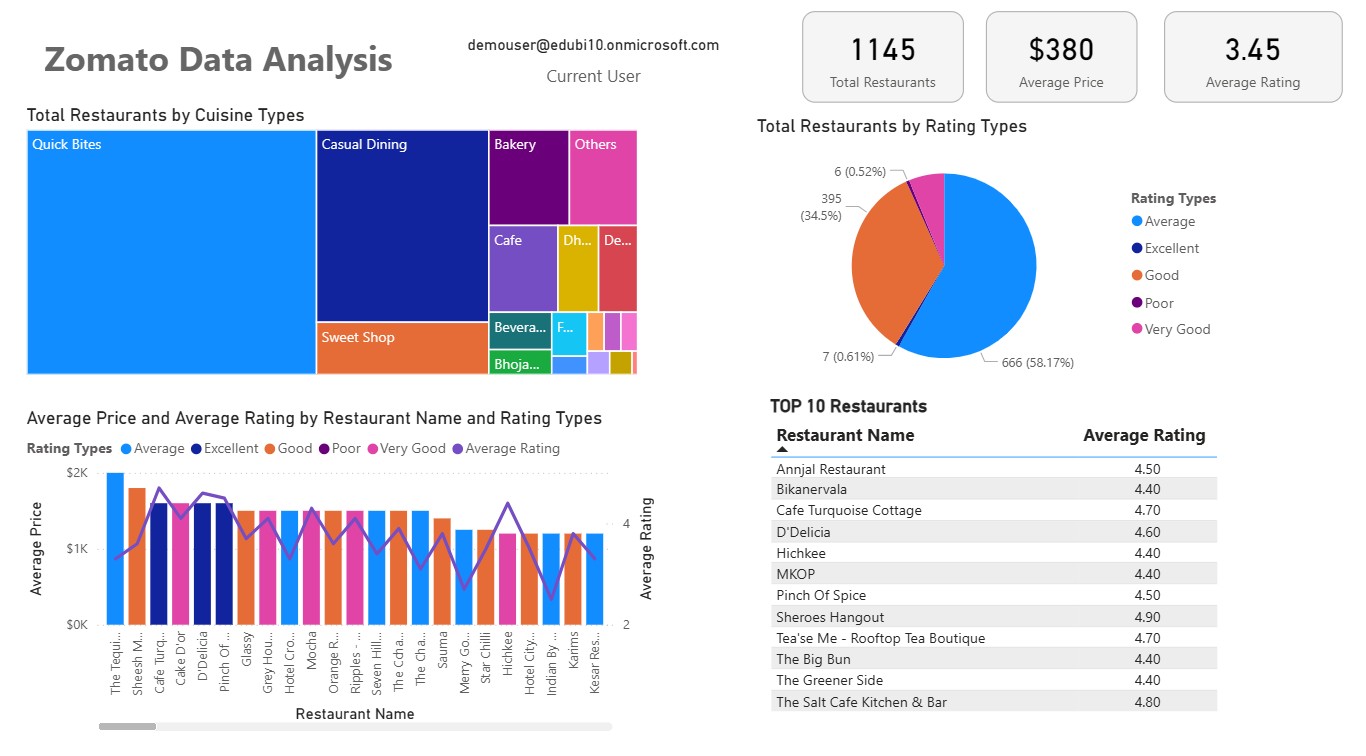 Zomato Data Analysis
demouser@edubi10.onmicrosoft.com
Current User
1145
Total Restaurants
$380
Average Price
3.45
Average Rating
Total Restaurants by Cuisine Types
Quick Bites
Casual Dining
Sweet Shop
Bakery
Others
Cafe
Dh...
De...
Bevera...
F...
Bhoja...
Total Restaurants by Rating Types
6 (0.52%)
395
(34.5%)
7 (0.61%)
666 (58.17%)
Rating Types
Average
Excellent
Good
Poor
Very Good
Average Price and Average Rating by Restaurant Name and Rating Types
Rating Types Average Excellent Good Poor Very Good Average Rating
Average Price
$2K
$1K
$0K
Average Rating
4
2
The Tequi...
Sheesh M...
Cafe Turq...
Cake D'or
D'Delicia
Pinch Of ...
Glassy
Grey Hou...
Hotel Cro...
Mocha
Orange R...
Ripples - ...
Seven Hill...
The Ccha...
The Cha...
Sauma
Merry Go...
Star Chilli
Hichkee
Hotel City...
Indian By ...
Karims
Kesar Res...
Restaurant Name
TOP 10 Restaurants
Restaurant Name Average Rating
Annjal Restaurant 4.50
Bikanervala 4.40
Cafe Turquoise Cottage 4.70
D'Delicia 4.60
Hichkee 4.40
MKOP 4.40
Pinch Of Spice 4.50
Sheroes Hangout 4.90
Tea'se Me - Rooftop Tea Boutique 4.70
The Big Bun 4.40
The Greener Side 4.40
The Salt Cafe Kitchen & Bar 4.80